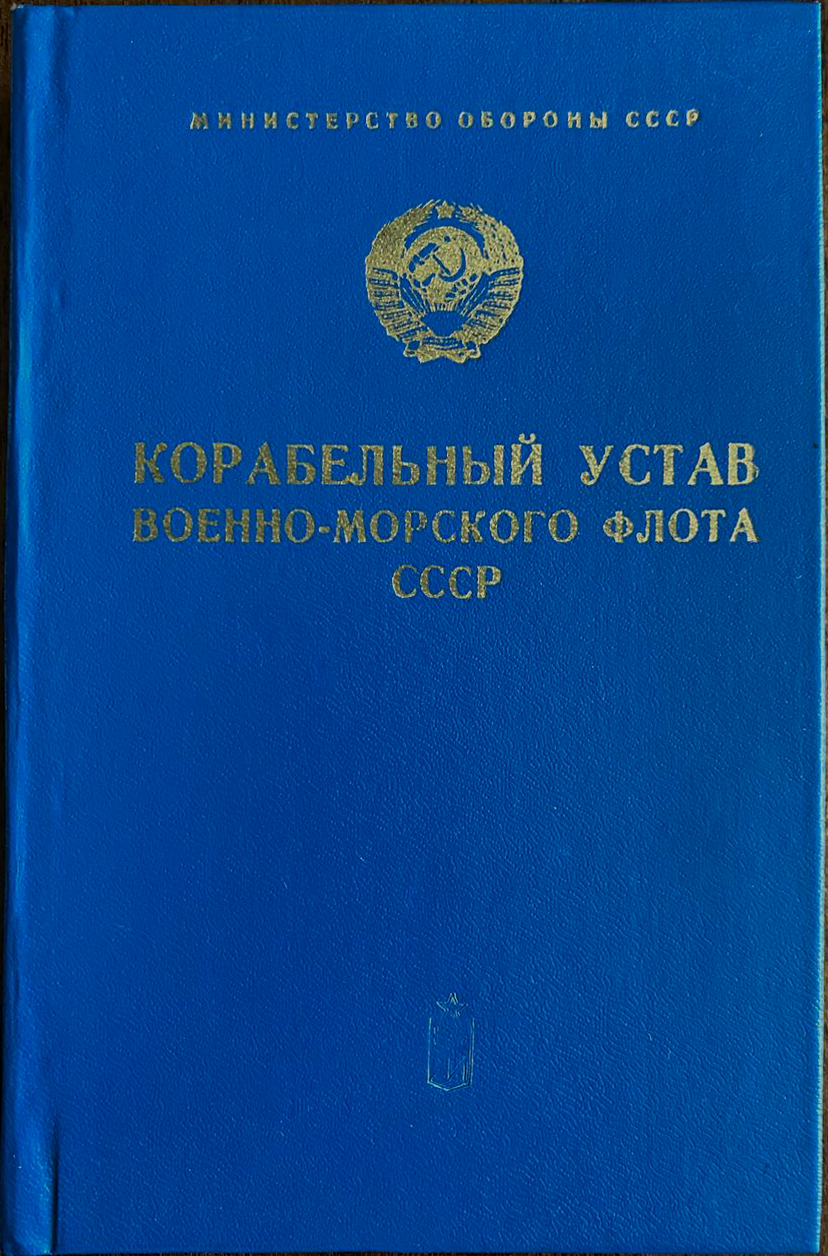 МИНИСТЕРСТВО ОБОРОНЫ СССР
КОРАБЕЛЬНЫЙ УСТАВ
ВОЕННО-МОРСКОГО ФЛОТА
СССР